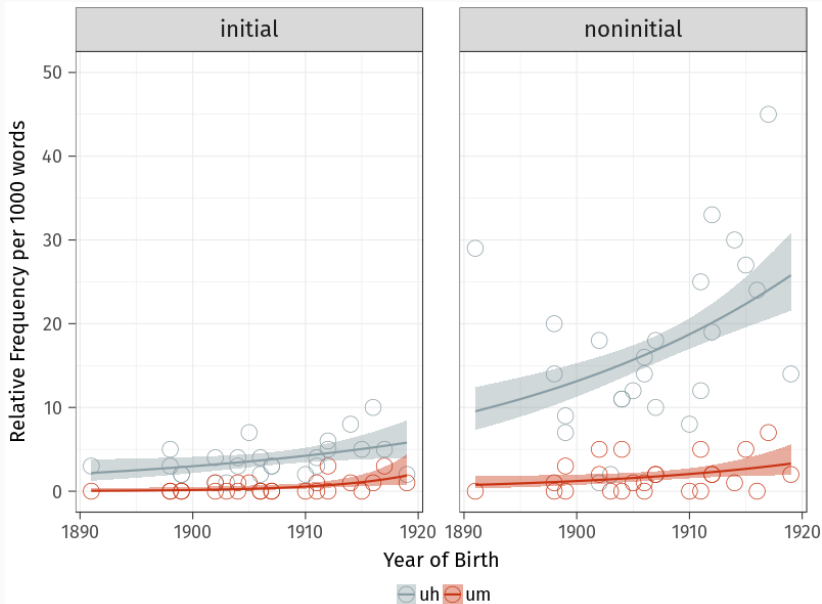 initial
noninitial
Relative Frequency per 1000 words
50
40
30
20
10
0
1890
1900
1910
1920
1890
1900
1910
1920
Year of Birth
uh
um